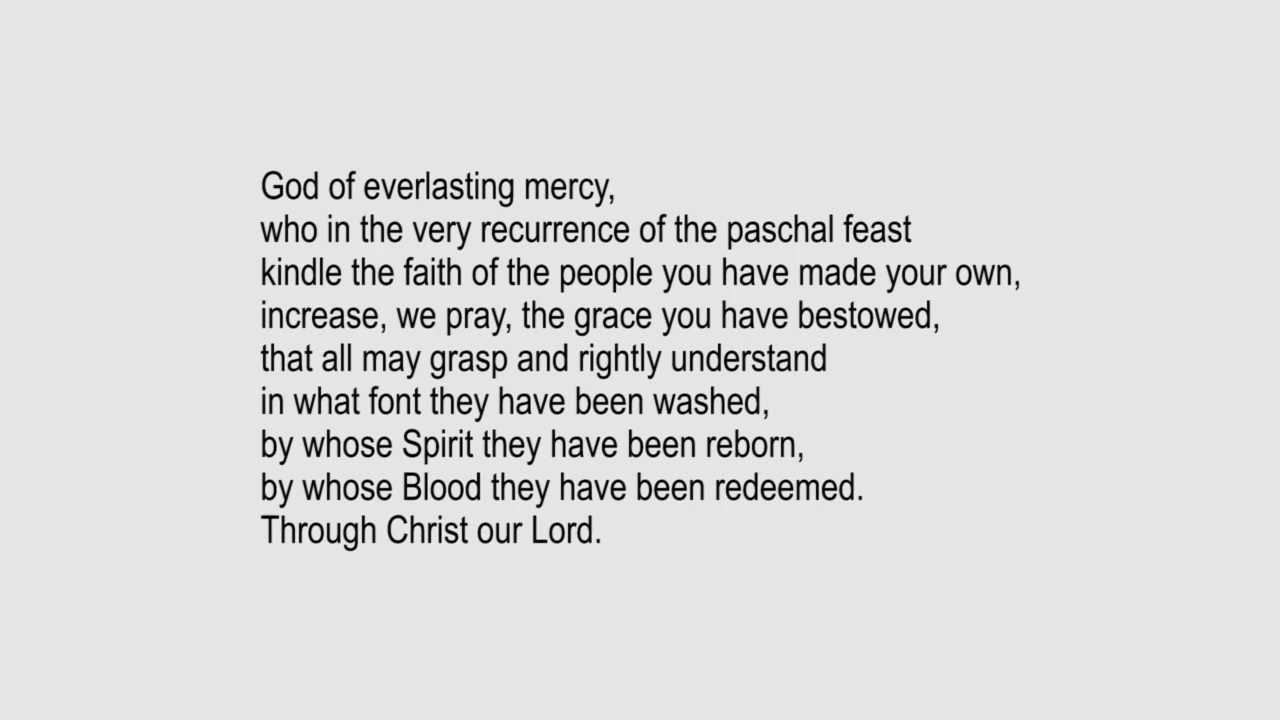 God of everlasting mercy,
who in the very recurrence of the paschal feast
kindle the faith of the people you have made your own,
increase, we pray, the grace you have bestowed,
that all may grasp and rightly understand
in what font they have been washed,
by whose Spirit they have been reborn,
by whose Blood they have been redeemed.
Through Christ our Lord.